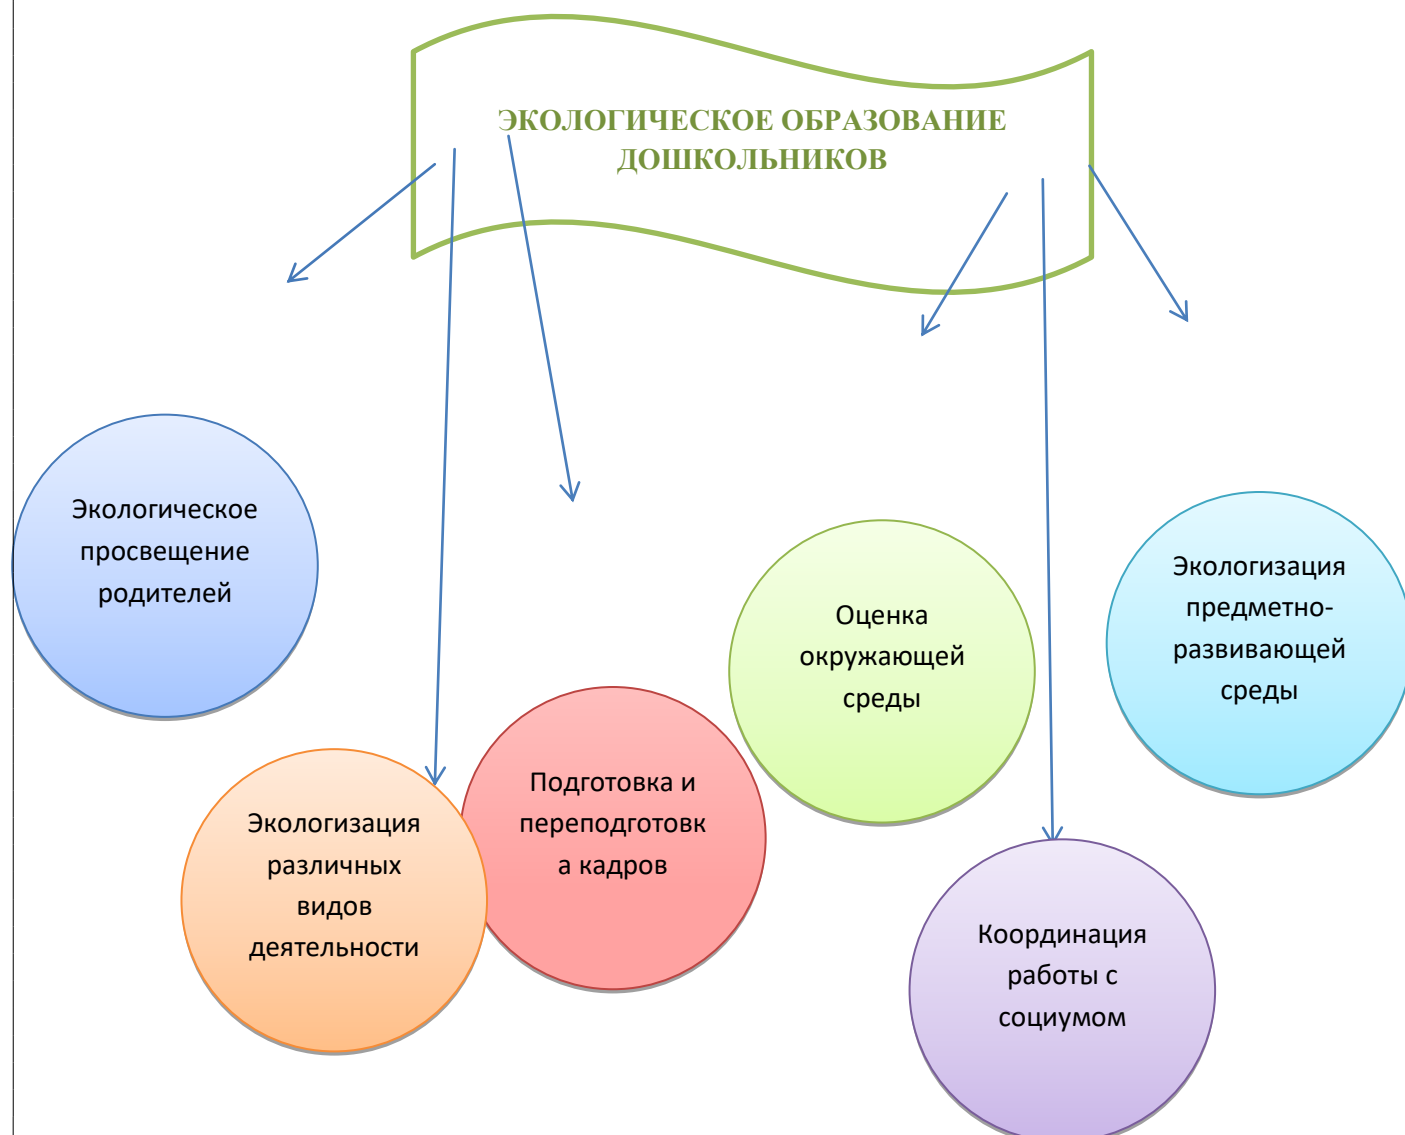 ЭКОЛОГИЧЕСКОЕ ОБРАЗОВАНИЕ
ДОШКОЛЬНИКОВ
Экологическое
просвещение
родителей
Экологизация
различных
видов
деятельности
Подготовка и
переподготовк
а кадров
Оценка
окружающей
среды
Координация
работы с
социумом
Экологизация
предметно-
развивающей
среды